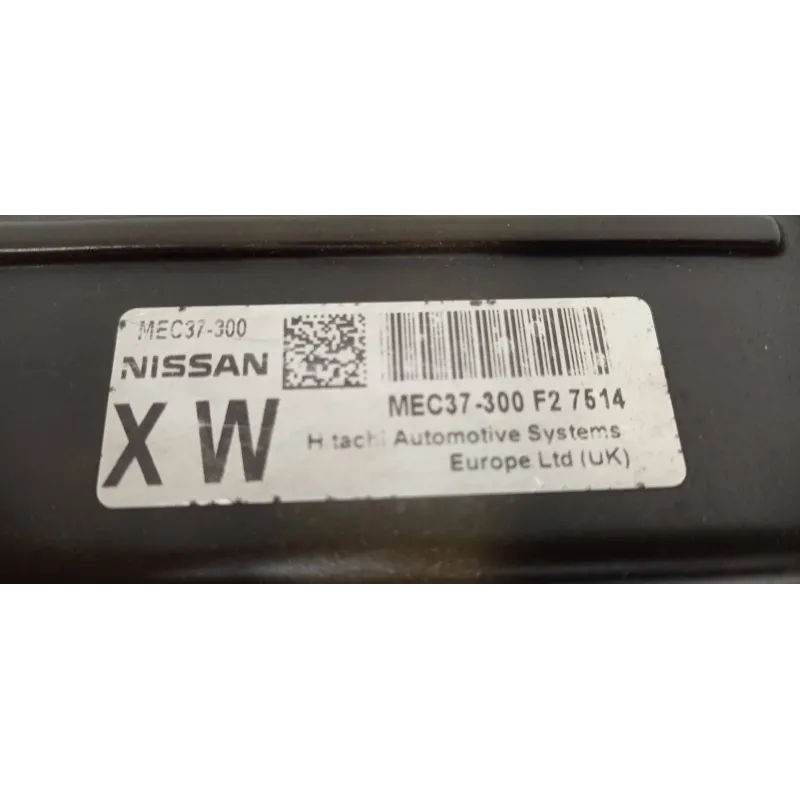 MEC37-300
NISSAN
X W
MEC37-300 F2 7514
Hitachi Automotive Systems
Europe Ltd (UK)